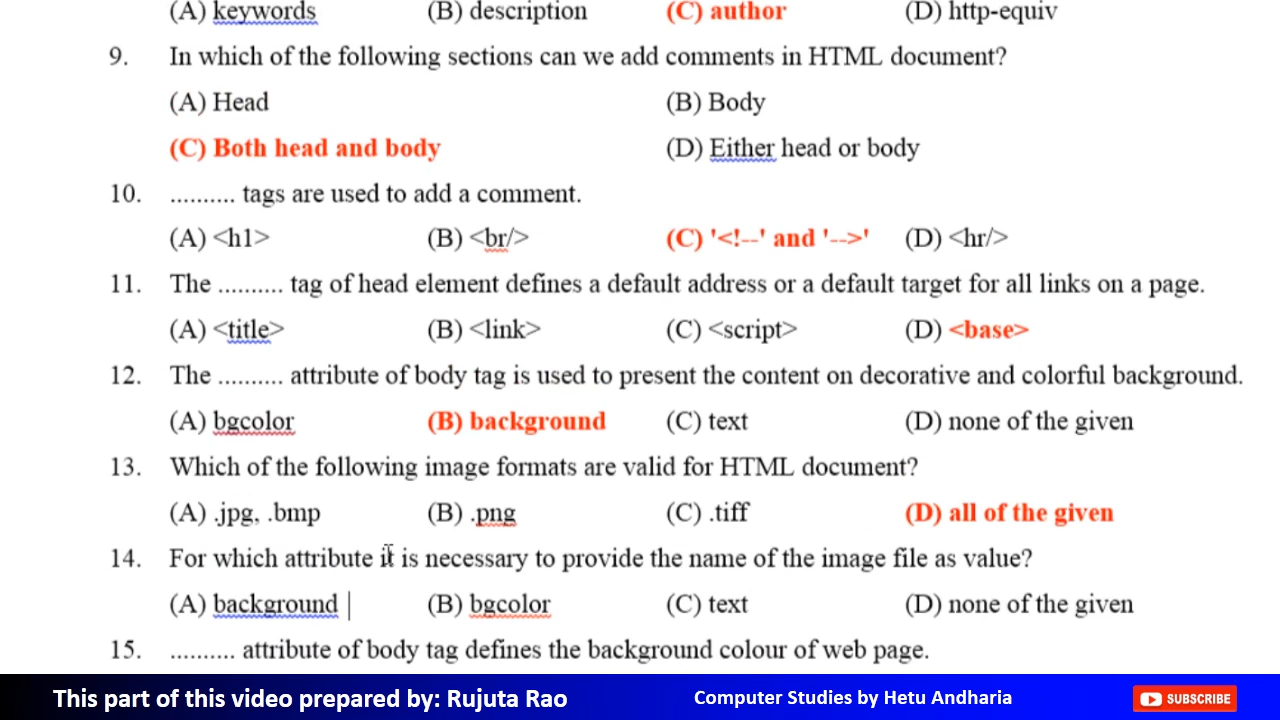 (A) keywords (B) description (C) author (D) http-equiv
9. In which of the following sections can we add comments in HTML document?
(A) Head (B) Body
(C) Both head and body (D) Either head or body
10. .......... tags are used to add a comment.
(A) <h1> (B) <br/> (C) '<!--' and '-->' (D) <hr/>
11. The .......... tag of head element defines a default address or a default target for all links on a page.
(A) <title> (B) <link> (C) <script> (D) <base>
12. The .......... attribute of body tag is used to present the content on decorative and colorful background.
(A) bgcolor (B) background (C) text (D) none of the given
13. Which of the following image formats are valid for HTML document?
(A) .jpg, .bmp (B) .png (C) .tiff (D) all of the given
14. For which attribute it is necessary to provide the name of the image file as value?
(A) background (B) bgcolor (C) text (D) none of the given
15. .......... attribute of body tag defines the background colour of web page.
This part of this video prepared by: Rujuta Rao Computer Studies by Hetu Andharia SUBSCRIBE